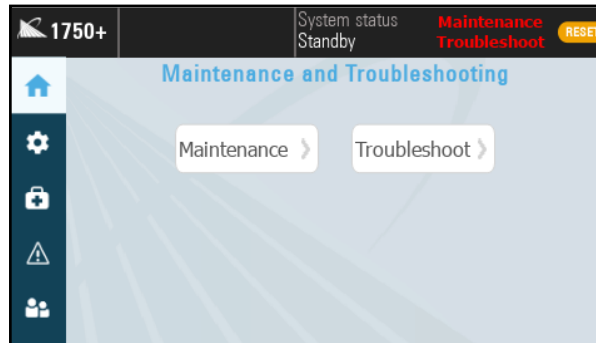 1750+
System status
Standby
Maintenance
Troubleshoot
RESET
Maintenance and Troubleshooting
Maintenance
Troubleshoot